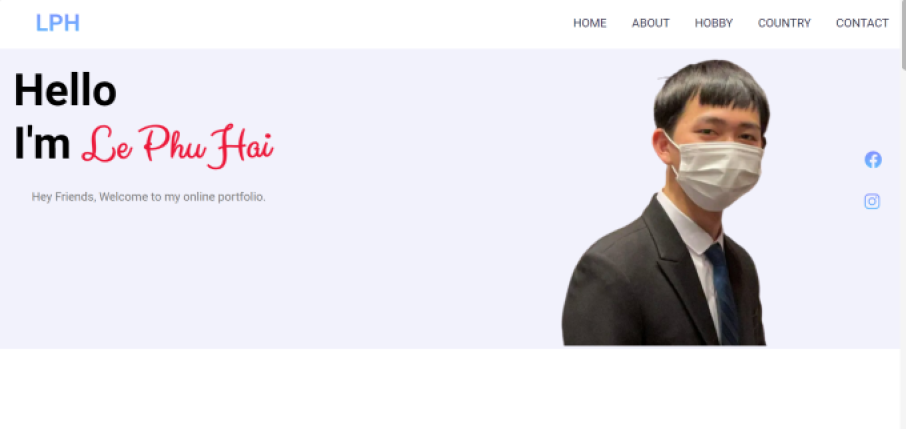 LPH
HOME ABOUT HOBBY COUNTRY CONTACT
Hello
I'm Le Phu Hai
Hey Friends, Welcome to my online portfolio.